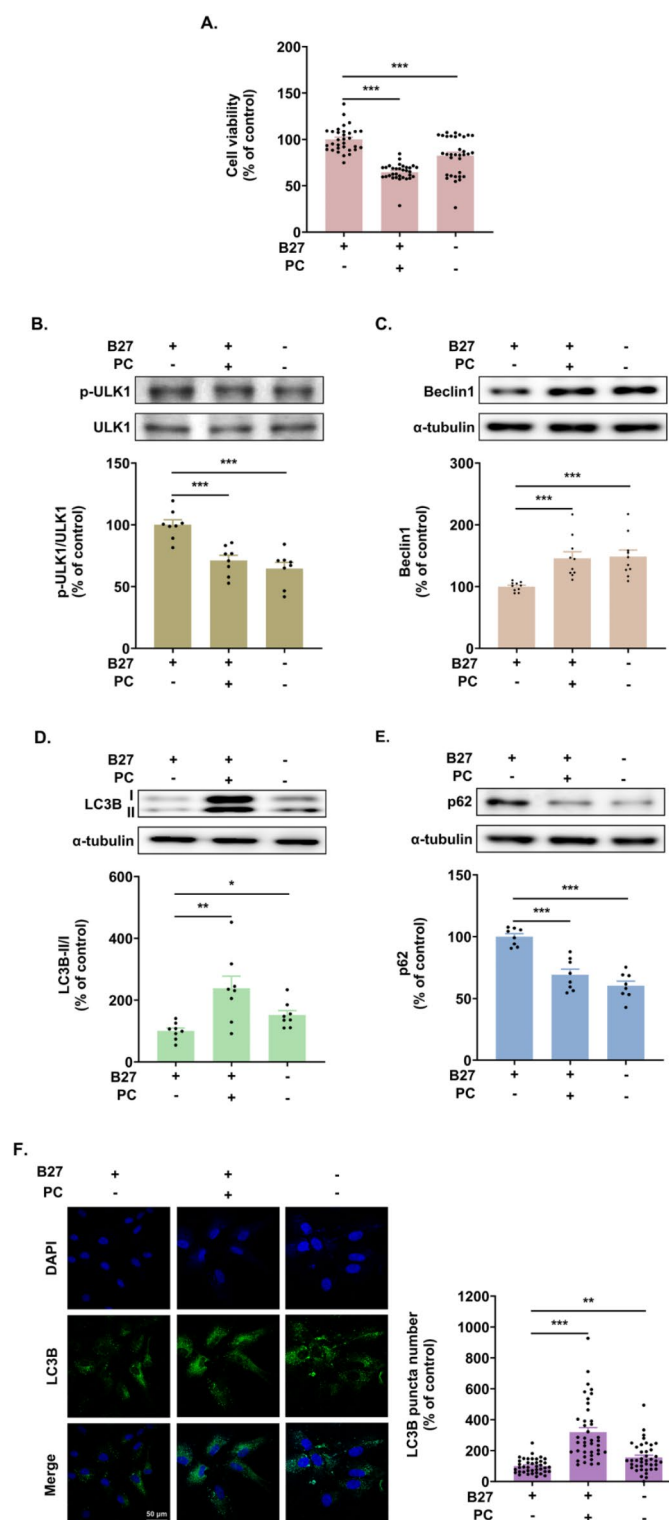 A.
Cell viability
(% of control)
200
150
100
50
0
***
***
B27 + + -
PC - + -
B.
B27 + + -
PC - + -
p-ULK1
ULK1
p-ULK1/ULK1
(% of control)
150
100
50
0
***
***
B27 + + -
PC - + -
C.
B27 + + -
PC - + -
Beclin1
α-tubulin
Beclin1
(% of control)
300
200
100
0
***
***
B27 + + -
PC - + -
D.
B27 + + -
PC - + -
LC3B I
II
α-tubulin
LC3B-II/I
(% of control)
600
400
200
0
*
**
B27 + + -
PC - + -
E.
B27 + + -
PC - + -
p62
α-tubulin
p62
(% of control)
150
100
50
0
***
***
B27 + + -
PC - + -
F.
B27 + + -
PC - + -
DAPI
LC3B
Merge
50 μm
LC3B puncta number
(% of control)
1200
1000
800
600
400
200
0
**
***
B27 + + -
PC - + -